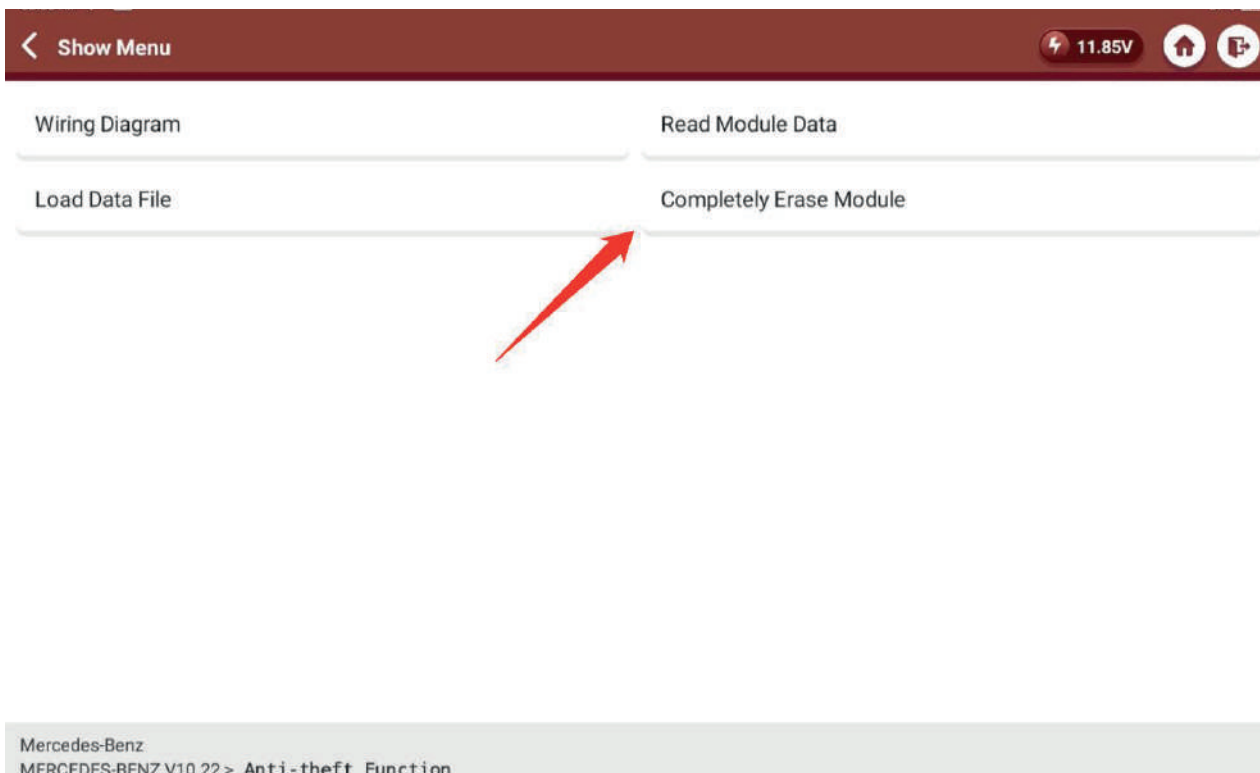 Show Menu
11.85V
Wiring Diagram
Read Module Data
Load Data File
Completely Erase Module
Mercedes-Benz
MERCEDES-BENZ V10.22 > Anti-theft Function